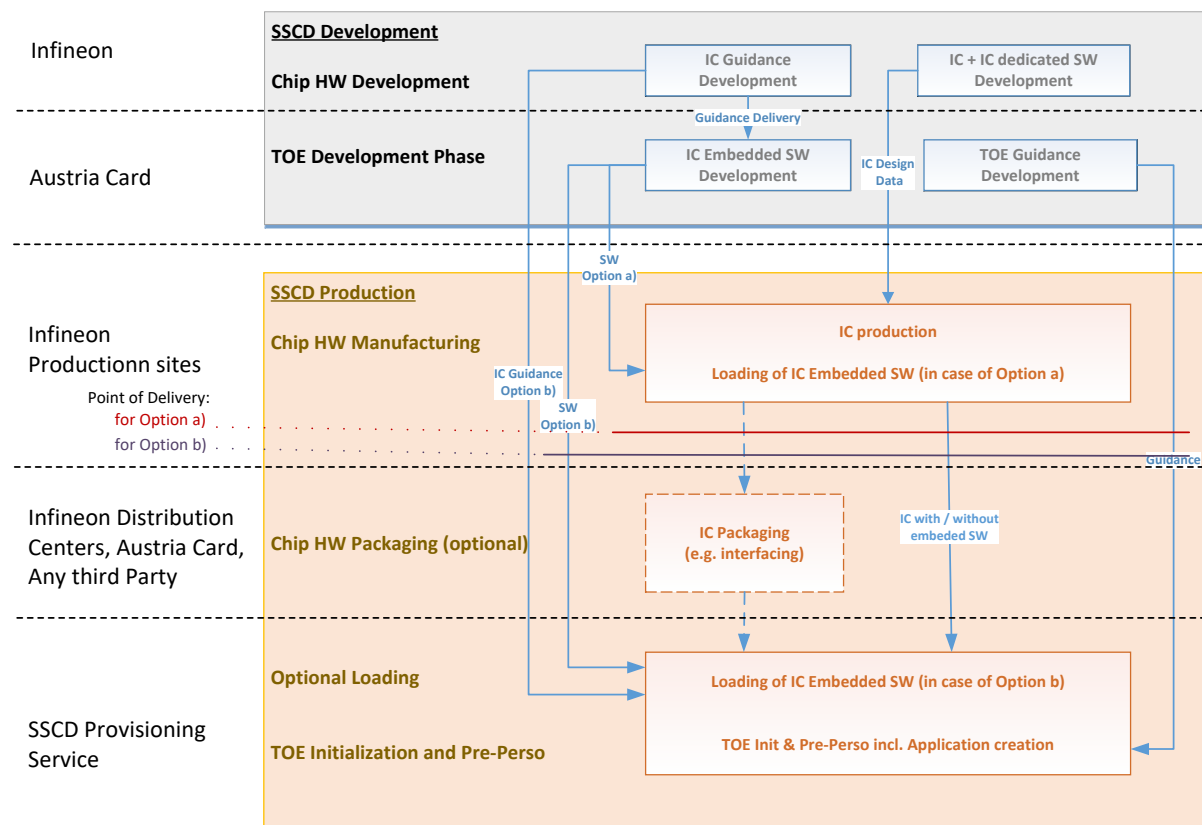 SSCD Development
Infineon
Chip HW Development
IC Guidance
Development
IC + IC dedicated SW
Development
Guidance Delivery
Austria Card
TOE Development Phase
IC Embedded SW
Development
IC Design
Data
TOE Guidance
Development
SW
Option a)
SSCD Production
Infineon
Productionn sites
Chip HW Manufacturing
IC production
Loading of IC Embedded SW (in case of Option a)
IC Guidance
Option b)
SW
Option b)
Point of Delivery:
for Option a)
for Option b)
Guidance
Infineon Distribution
Centers, Austria Card,
Any third Party
Chip HW Packaging (optional)
IC Packaging
(e.g. interfacing)
IC with / without
embeded SW
SSCD Provisioning
Service
Optional Loading
TOE Initialization and Pre-Perso
Loading of IC Embedded SW (in case of Option b)
TOE Init & Pre-Perso incl. Application creation